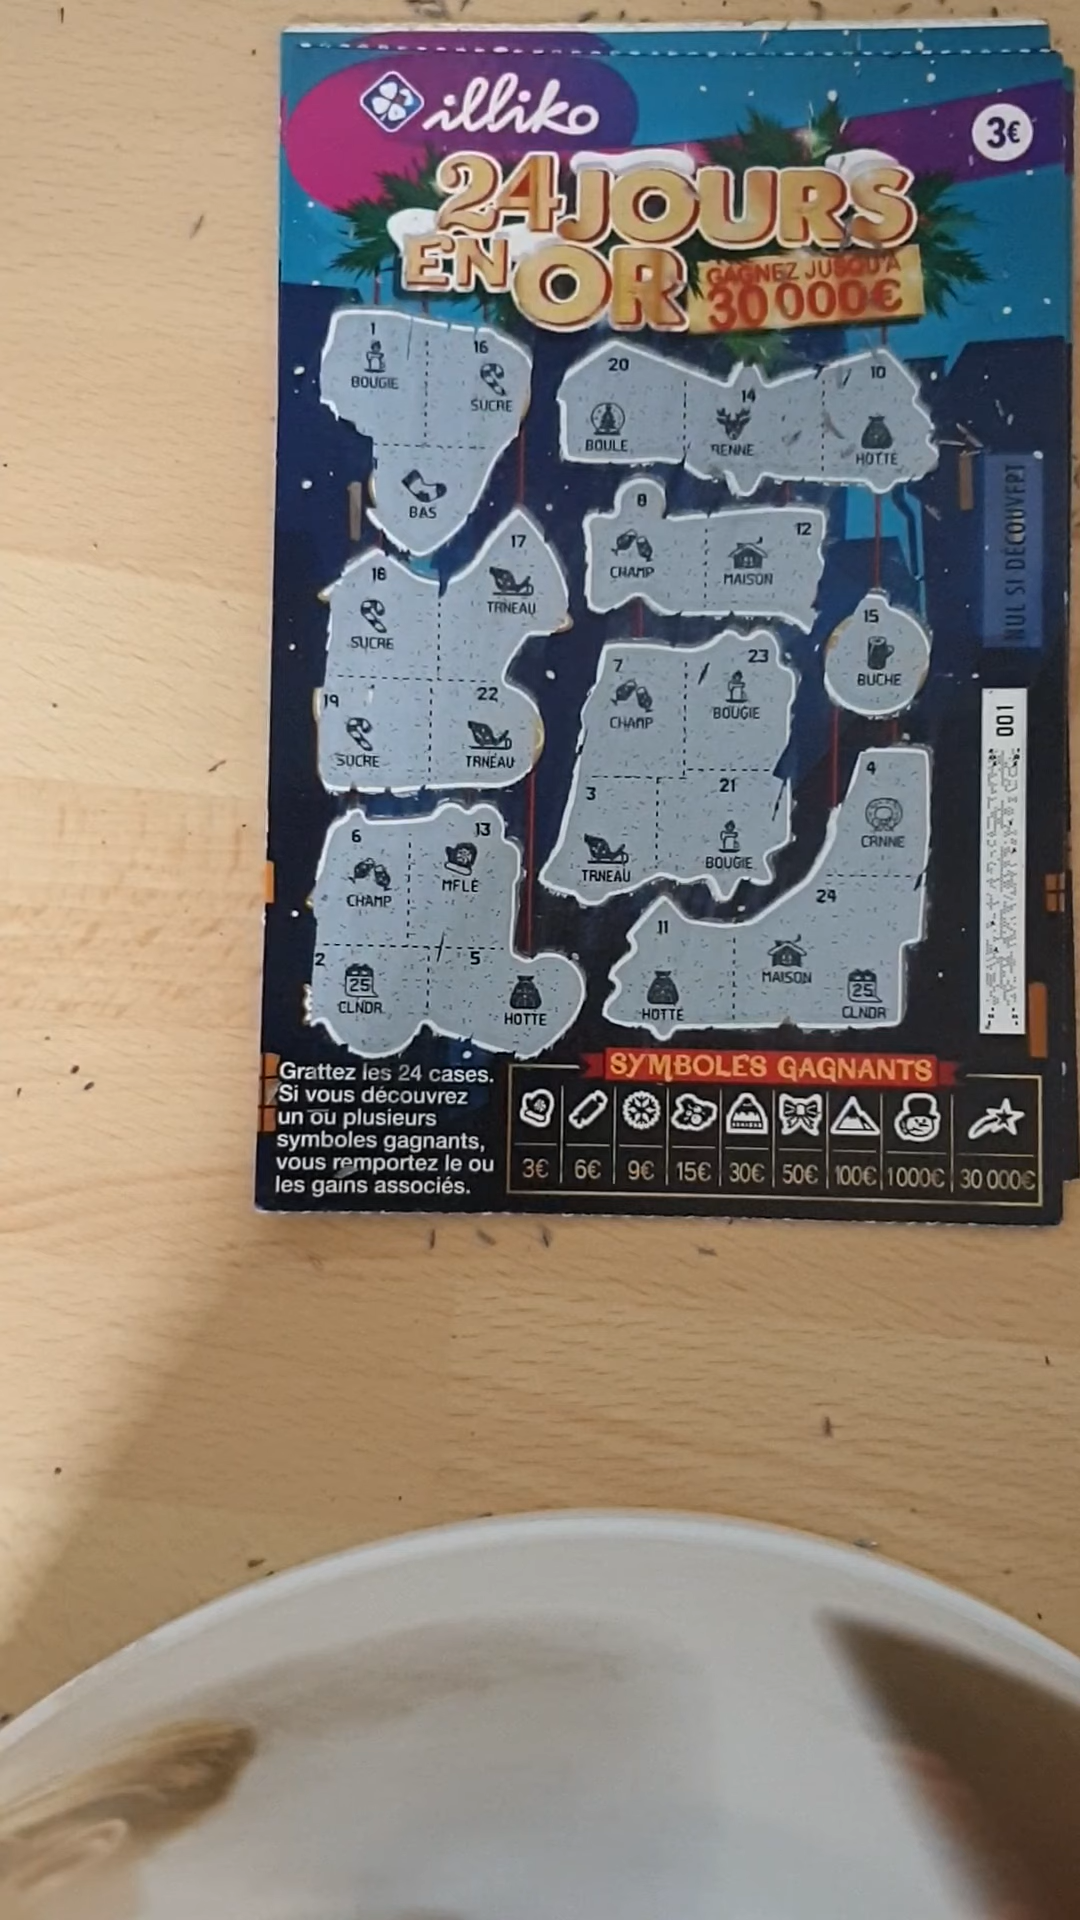 illiko
3€
24 JOURS
EN OR
GAGNEZ JUSQU'À
30 000€
1
BOUGIE
16
SUCRE
BAS
20
BOULE
14
RENNE
10
HOTTE
8
CHAMP
12
MAISON
18
SUCRE
17
TRNEAU
19
SUCRE
22
TRNEAU
15
BUCHE
7
CHAMP
23
BOUGIE
3
TRNEAU
21
BOUGIE
4
CRNNE
6
CHAMP
13
MFLE
2
25
CLNDR
5
HOTTE
11
HOTTE
24
MAISON
25
CLNDR
NUL SI DÉCOUVERT
001
Grattez les 24 cases.
Si vous découvrez
un ou plusieurs
symboles gagnants,
vous remportez le ou
les gains associés.
SYMBOLES GAGNANTS
3€ 6€ 9€ 15€ 30€ 50€ 100€ 1 000€ 30 000€